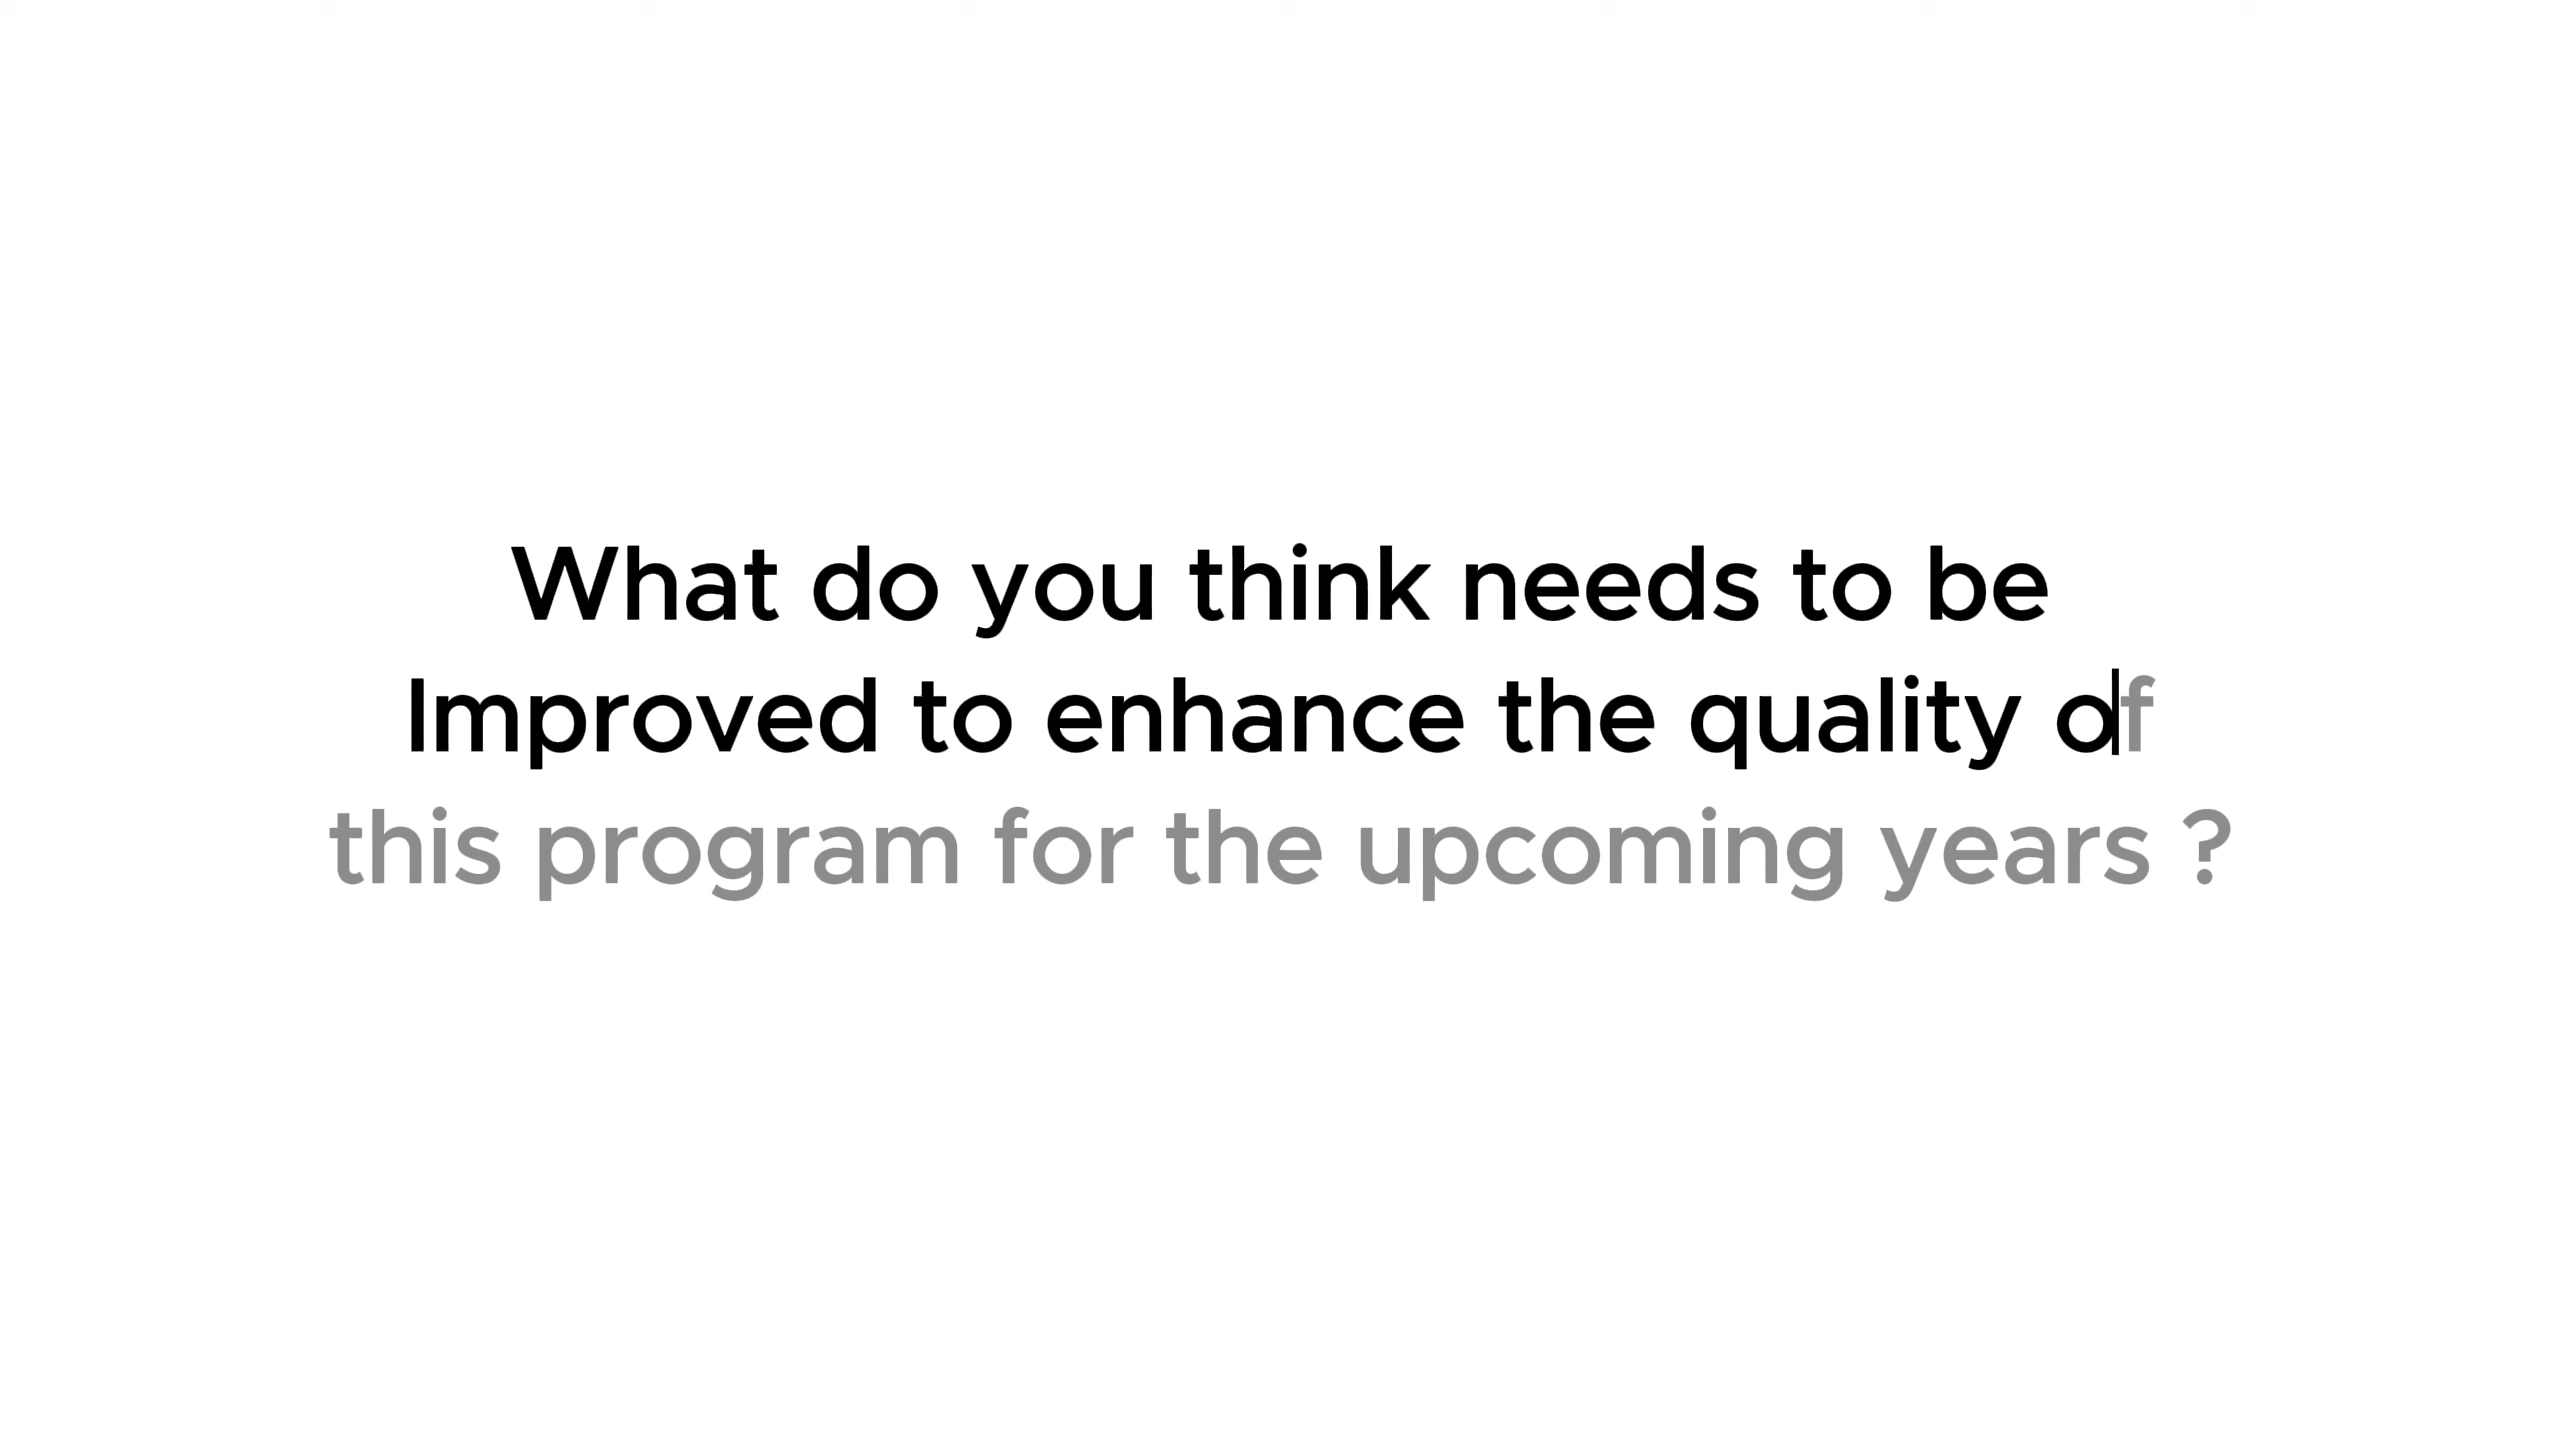 What do you think needs to be
Improved to enhance the quality of
this program for the upcoming years ?